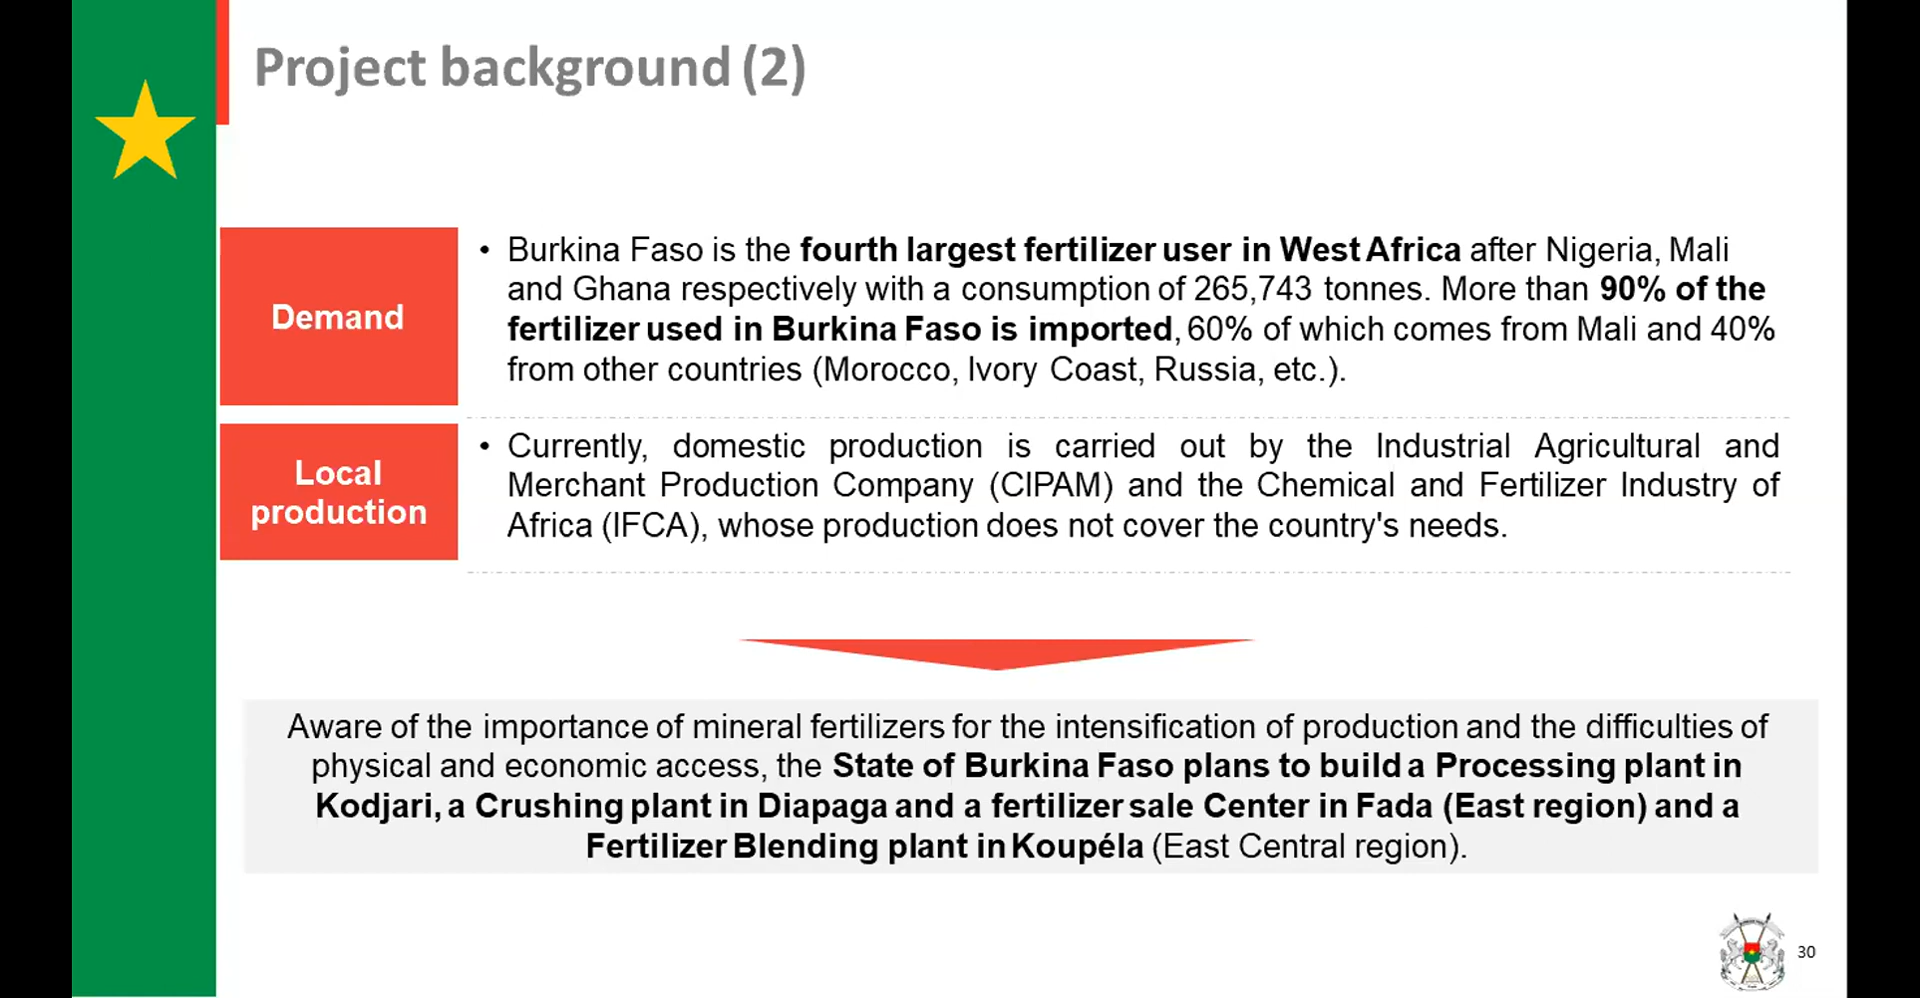 Project background (2)
Demand
• Burkina Faso is the fourth largest fertilizer user in West Africa after Nigeria, Mali
and Ghana respectively with a consumption of 265,743 tonnes. More than 90% of the
fertilizer used in Burkina Faso is imported, 60% of which comes from Mali and 40%
from other countries (Morocco, Ivory Coast, Russia, etc.).
Local
production
• Currently, domestic production is carried out by the Industrial Agricultural and
Merchant Production Company (CIPAM) and the Chemical and Fertilizer Industry of
Africa (IFCA), whose production does not cover the country's needs.
Aware of the importance of mineral fertilizers for the intensification of production and the difficulties of
physical and economic access, the State of Burkina Faso plans to build a Processing plant in
Kodjari, a Crushing plant in Diapaga and a fertilizer sale Center in Fada (East region) and a
Fertilizer Blending plant in Koupéla (East Central region).
30